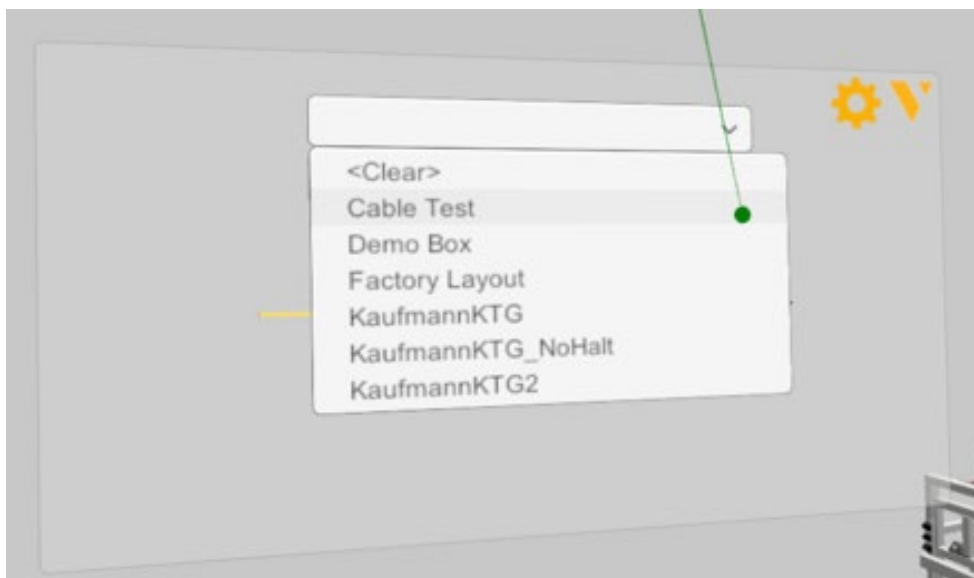 <Clear>
Cable Test
Demo Box
Factory Layout
KaufmannKTG
KaufmannKTG_NoHalt
KaufmannKTG2